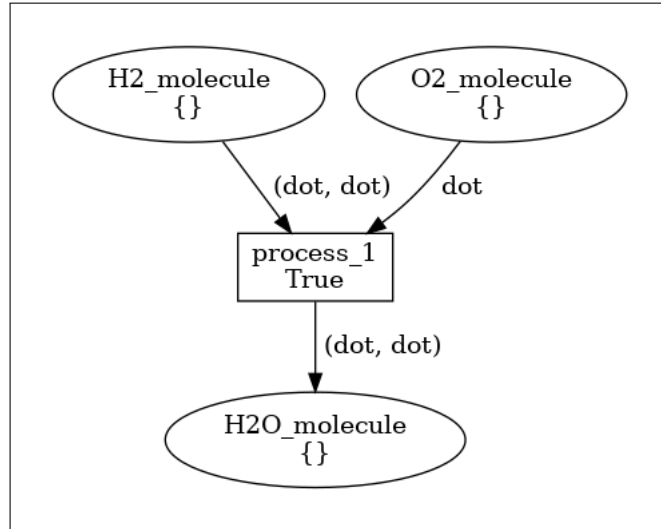 H2_molecule
{}
O2_molecule
{}
(dot, dot)
dot
process_1
True
(dot, dot)
H2O_molecule
{}